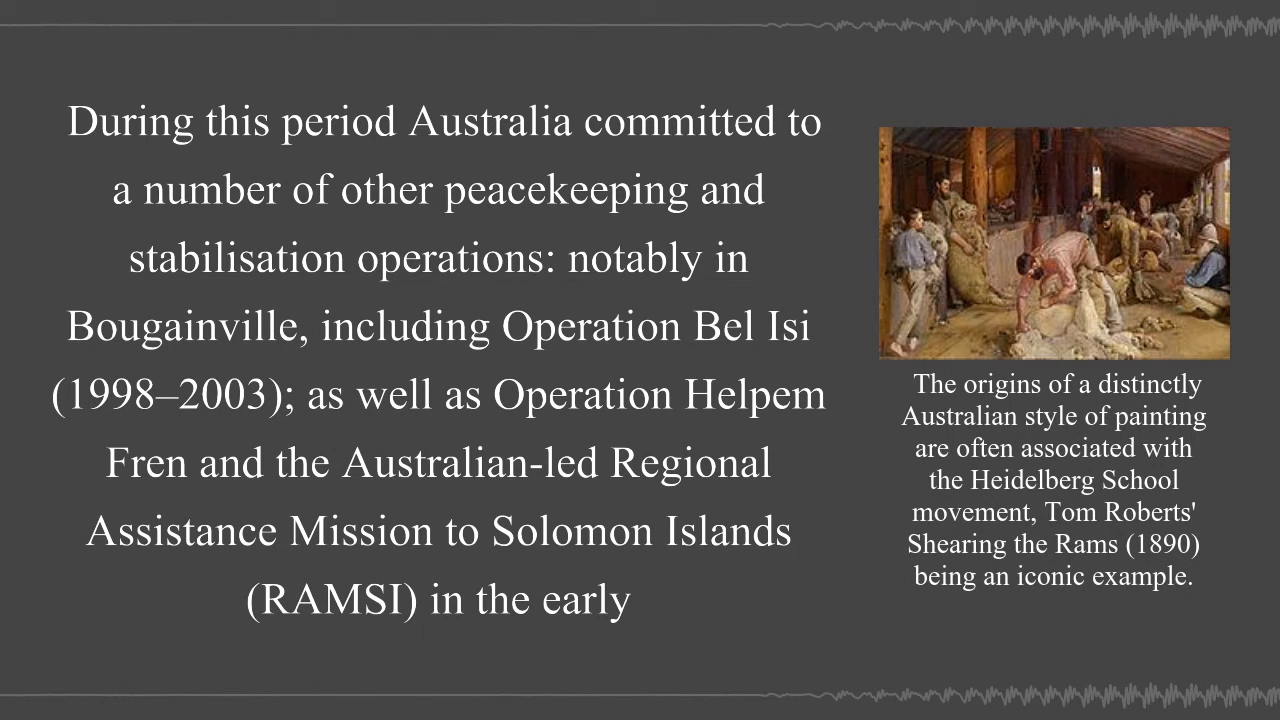 During this period Australia committed to
a number of other peacekeeping and
stabilisation operations: notably in
Bougainville, including Operation Bel Isi
(1998–2003); as well as Operation Helpem
Fren and the Australian-led Regional
Assistance Mission to Solomon Islands
(RAMSI) in the early
The origins of a distinctly
Australian style of painting
are often associated with
the Heidelberg School
movement, Tom Roberts'
Shearing the Rams (1890)
being an iconic example.